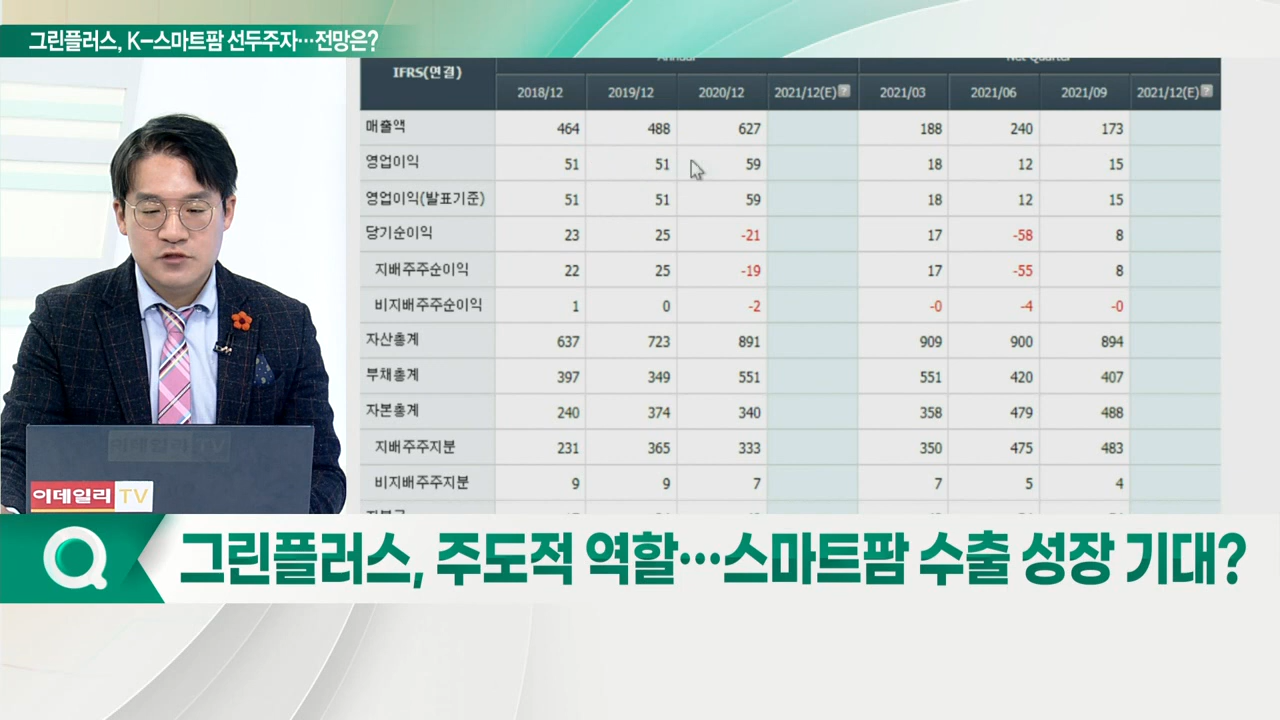 그린플러스, K-스마트팜 선두주자…전망은?
IFRS(연결) Annual Net Quarter
2018/12 2019/12 2020/12 2021/12(E) 2021/03 2021/06 2021/09 2021/12(E)
매출액 464 488 627 188 240 173
영업이익 51 51 59 18 12 15
영업이익(발표기준) 51 51 59 18 12 15
당기순이익 23 25 -21 17 -58 8
지배주주순이익 22 25 -19 17 -55 8
비지배주주순이익 1 0 -2 -0 -4 -0
자산총계 637 723 891 909 900 894
부채총계 397 349 551 551 420 407
자본총계 240 374 340 358 479 488
지배주주지분 231 365 333 350 475 483
비지배주주지분 9 9 7 7 5 4
이데일리 TV
이데일리 TV
그린플러스, 주도적 역할…스마트팜 수출 성장 기대?